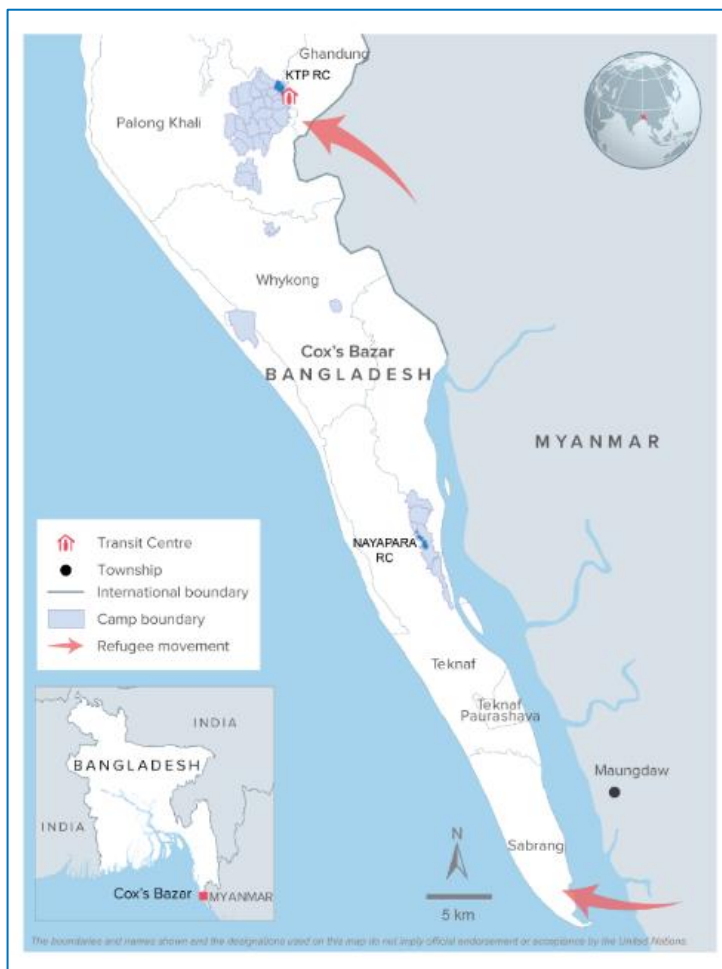 Ghandung
KTP RC
Palong Khali
Whykong
Cox's Bazar
BANGLADESH
MYANMAR
NAYAPARA
RC
Transit Centre
Township
International boundary
Camp boundary
Refugee movement
Teknaf
Teknaf
Paurashava
Maungdaw
Sabrang
N
5 km
INDIA
BANGLADESH
INDIA
Cox's Bazar
MYANMAR
The boundaries and names shown and the designations used on this map do not imply official endorsement or acceptance by the United Nations.